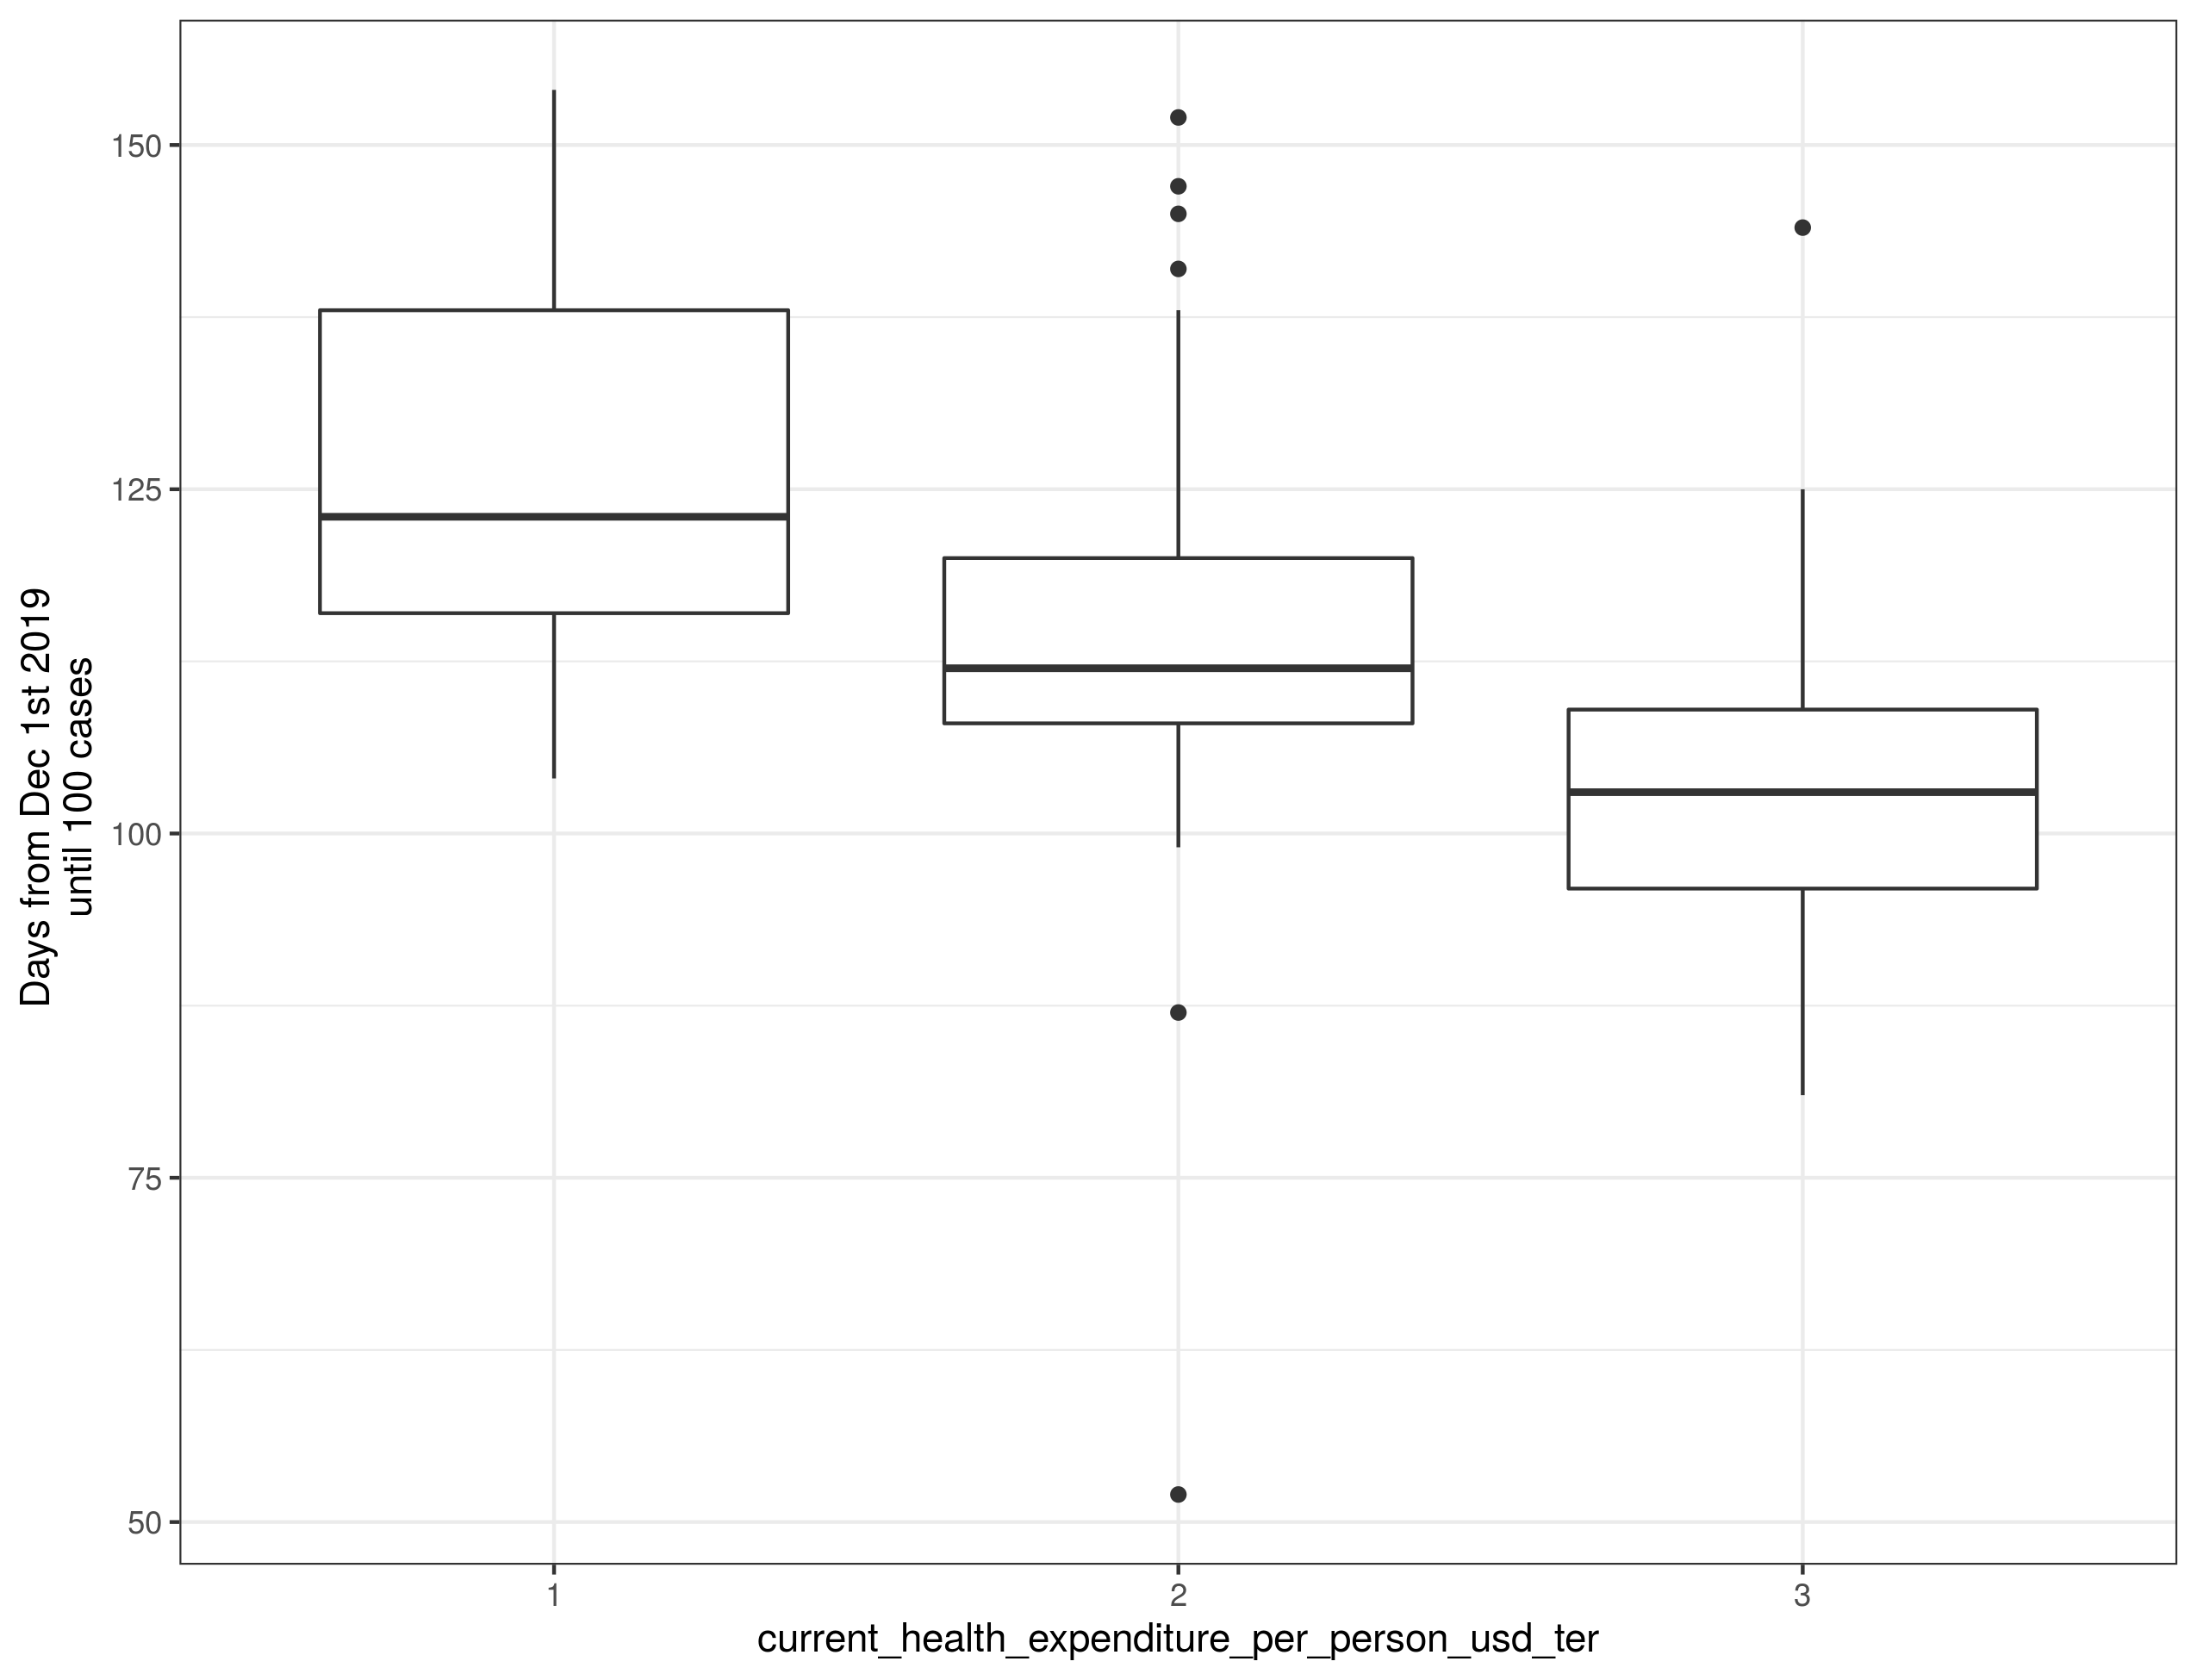 Days from Dec 1st 2019
until 100 cases
150
125
100
75
50
1
2
3
current_health_expenditure_per_person_usd_ter